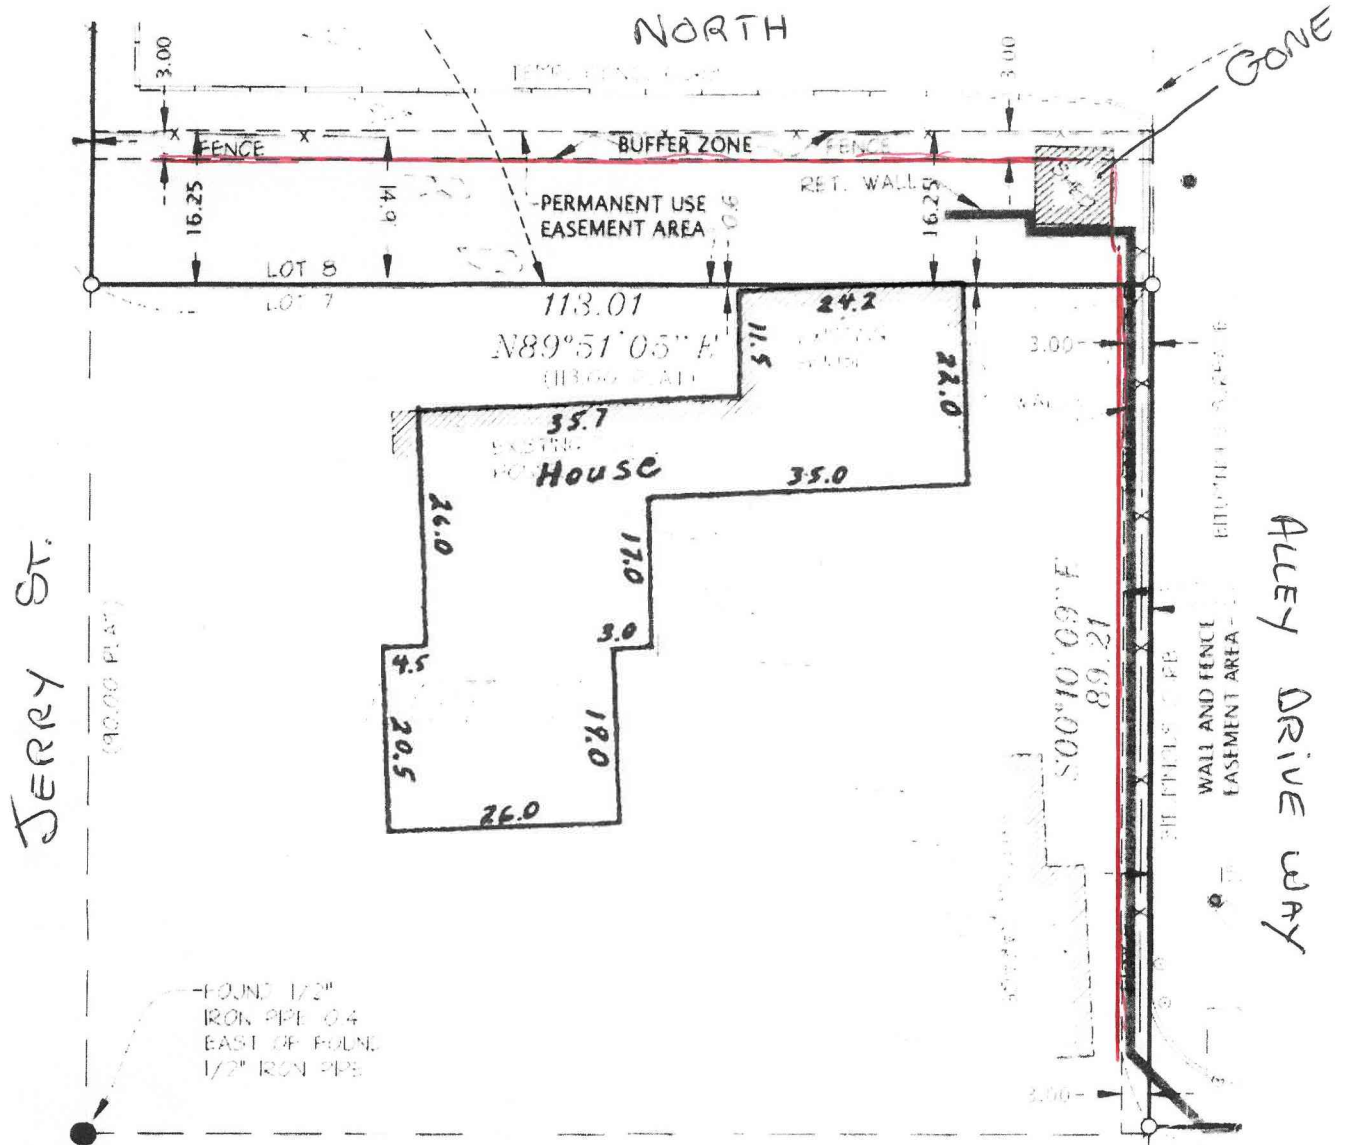 NORTH
GONE
3.00
3.00
FENCE
BUFFER ZONE
FENCE
RET. WALL
16.25
14.9
PERMANENT USE
EASEMENT AREA
16.25
LOT 8
LOT 7
113.01
24.2
N89°51'05" E
11.5
3.00
22.0
35.7
House
35.0
26.0
17.0
3.0
4.5
20.5
19.0
26.0
JERRY ST.
(90.00 PLAT)
S00°10'09" E
89.21
WALL AND FENCE
EASEMENT AREA
ALLEY DRIVE WAY
FOUND 1/2"
IRON PIPE 0.4
EAST OF FOUND
1/2" IRON PIPE
3.00